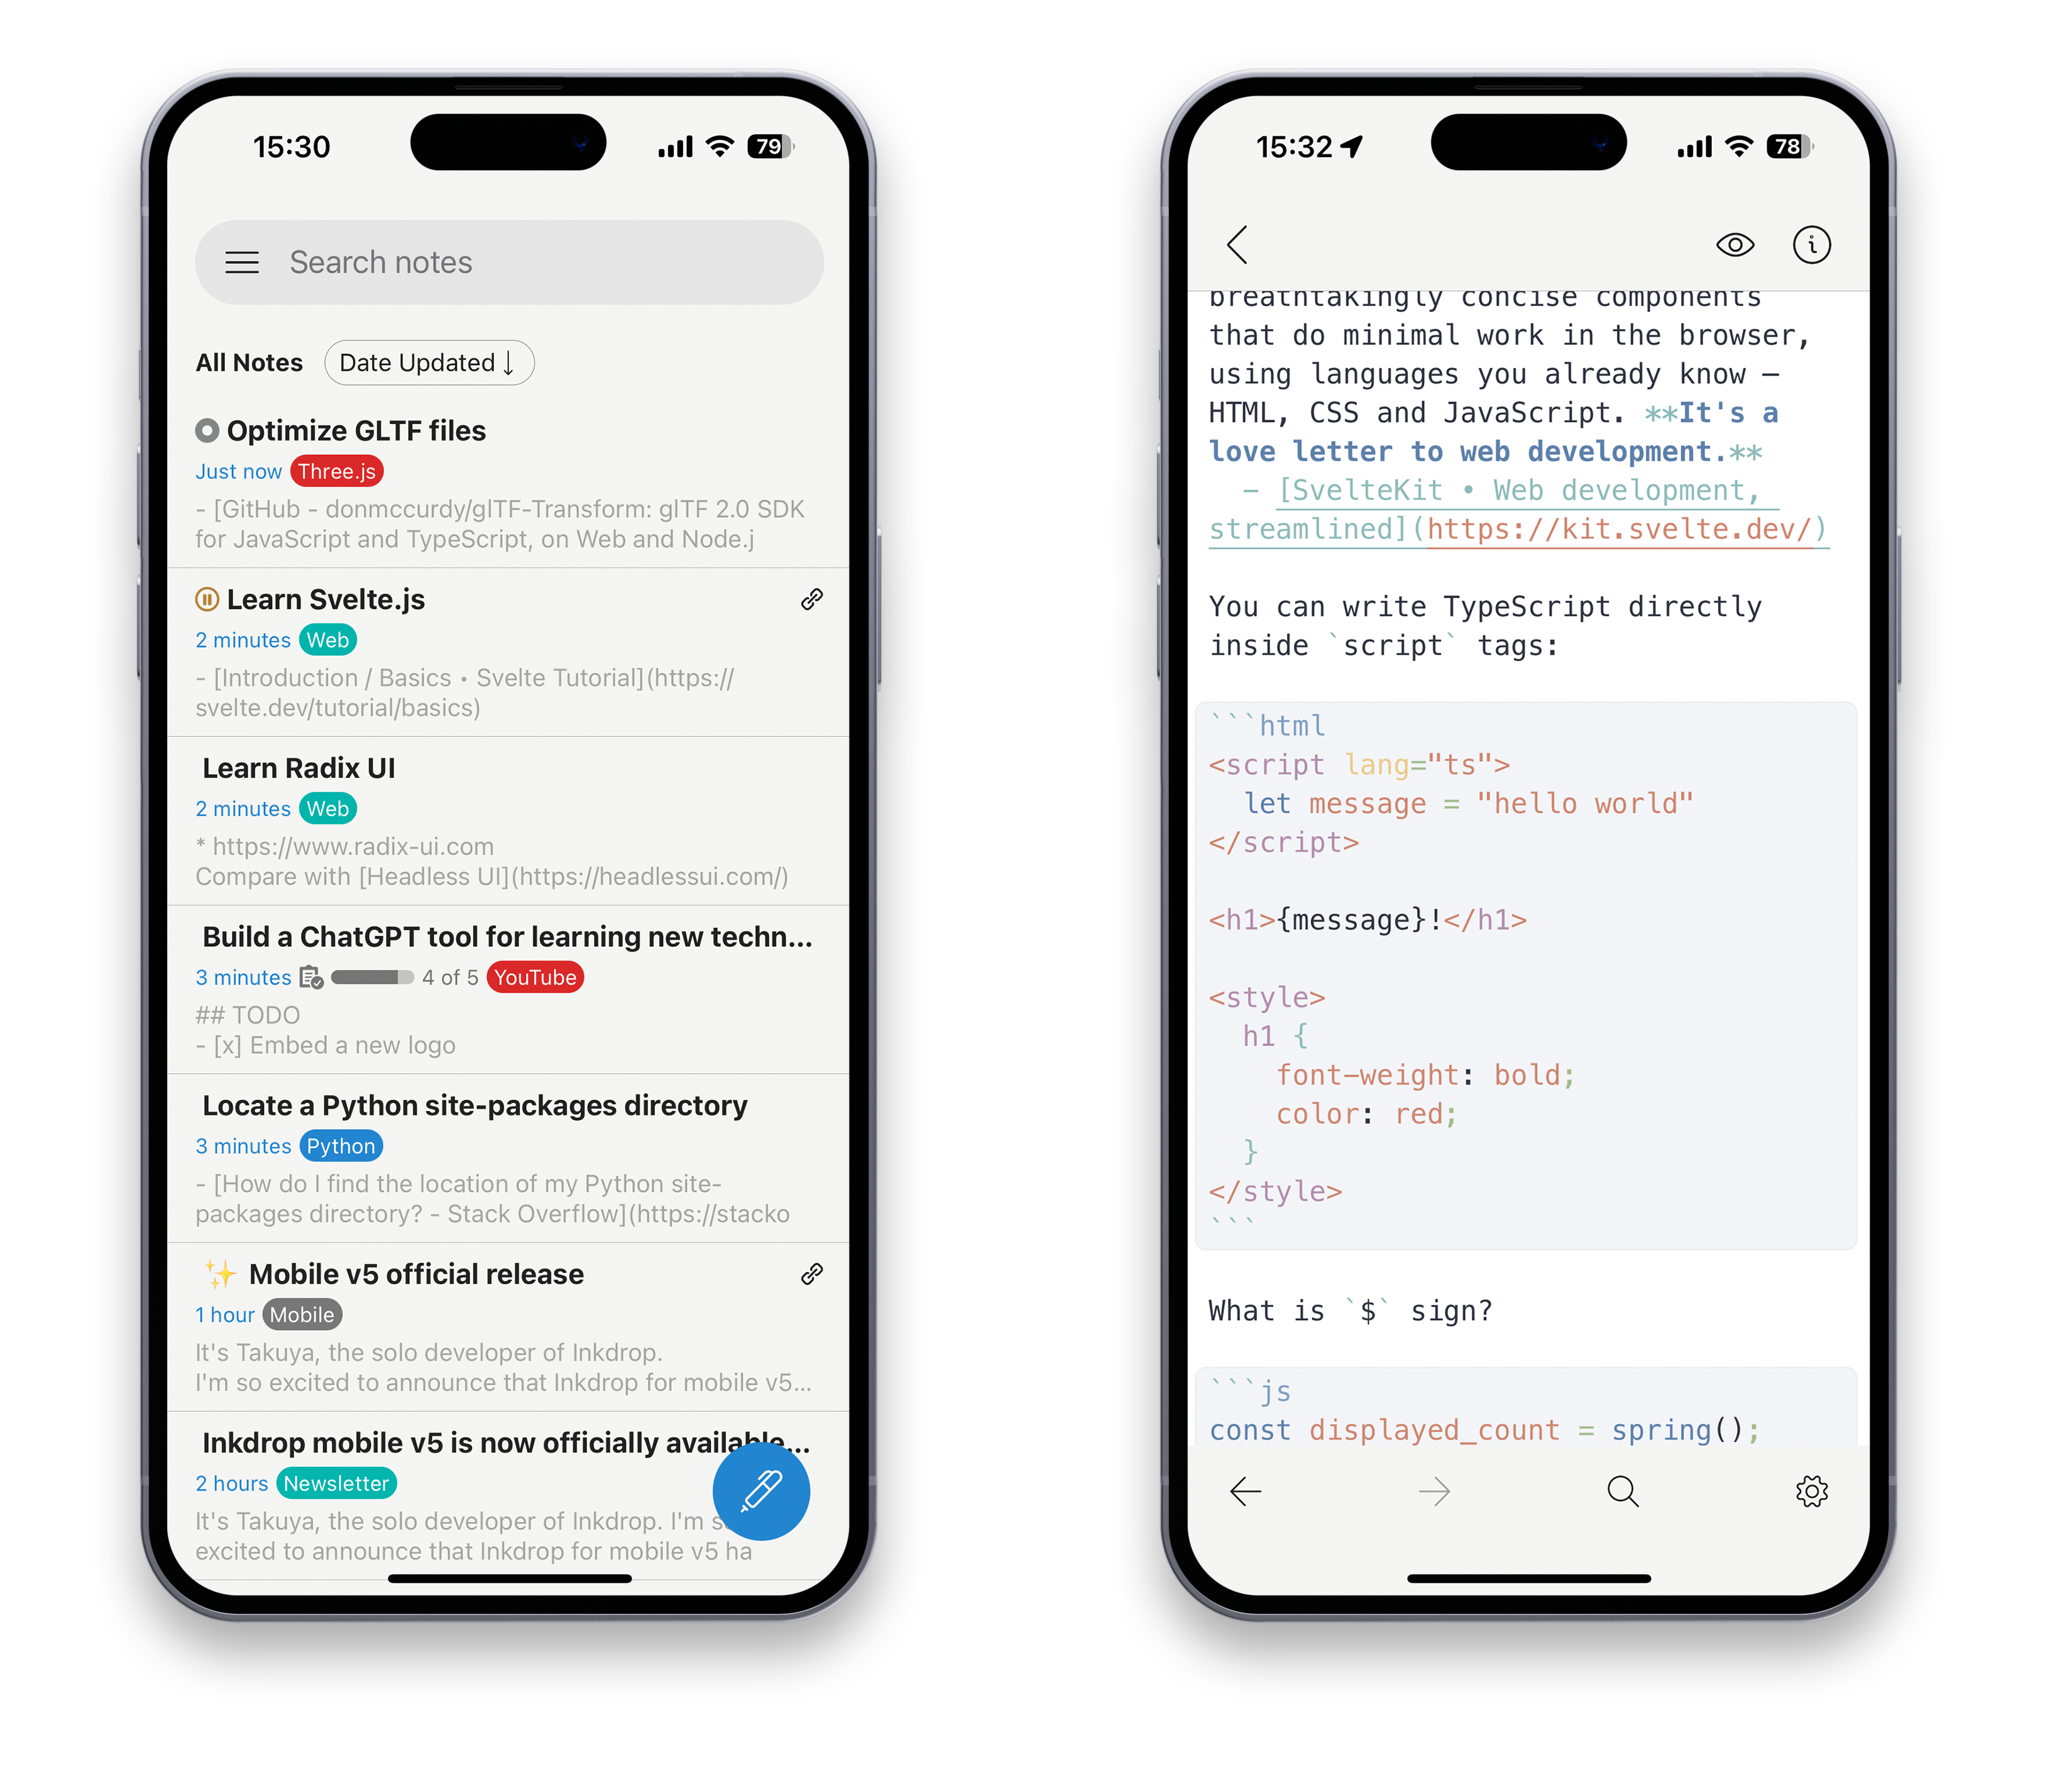 15:30
79
Search notes
All Notes
Date Updated ↓
Optimize GLTF files
Just now Three.js
- [GitHub - donmccurdy/glTF-Transform: glTF 2.0 SDK
for JavaScript and TypeScript, on Web and Node.j
Learn Svelte.js
2 minutes Web
- [Introduction / Basics • Svelte Tutorial](https://
svelte.dev/tutorial/basics)
Learn Radix UI
2 minutes Web
* https://www.radix-ui.com
Compare with [Headless UI](https://headlessui.com/)
Build a ChatGPT tool for learning new techn...
3 minutes 4 of 5 YouTube
## TODO
- [x] Embed a new logo
Locate a Python site-packages directory
3 minutes Python
- [How do I find the location of my Python site-
packages directory? - Stack Overflow](https://stacko
✨ Mobile v5 official release
1 hour Mobile
It's Takuya, the solo developer of Inkdrop.
I'm so excited to announce that Inkdrop for mobile v5...
Inkdrop mobile v5 is now officially available...
2 hours Newsletter
It's Takuya, the solo developer of Inkdrop. I'm s
excited to announce that Inkdrop for mobile v5 ha
15:32
78
breathtakingly concise components
that do minimal work in the browser,
using languages you already know —
HTML, CSS and JavaScript. **It's a
love letter to web development.**
- [SvelteKit • Web development,
streamlined](https://kit.svelte.dev/)
You can write TypeScript directly
inside `script` tags:
```html
<script lang="ts">
let message = "hello world"
</script>
<h1>{message}!</h1>
<style>
h1 {
font-weight: bold;
color: red;
}
</style>
```
What is `$` sign?
```js
const displayed_count = spring();